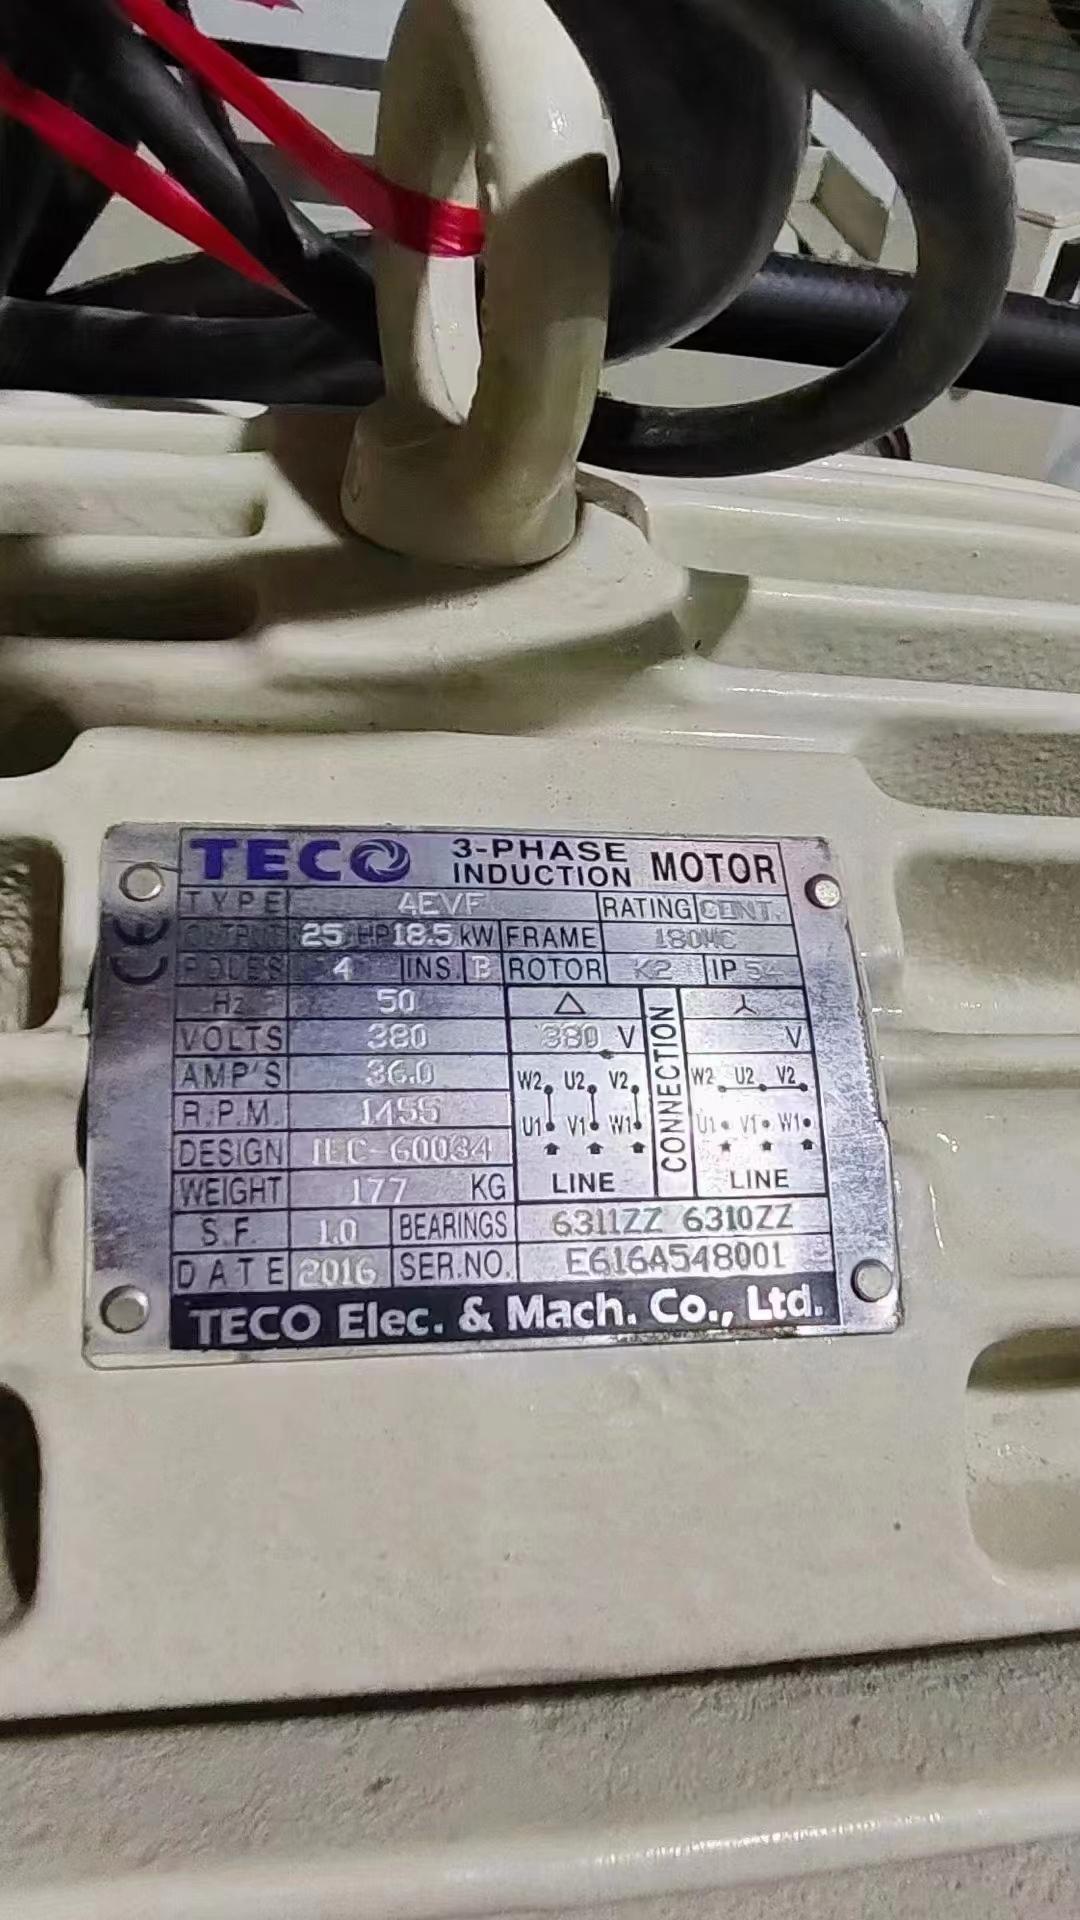 TECO 3-PHASE INDUCTION MOTOR
CE
TYPE 4EVF RATING CONT.
OUTPUT 25 HP 18.5 kW FRAME 180MC
POLES 4 INS. B ROTOR K2 IP 54
Hz 50 △ CONNECTION 人
VOLTS 380 380 V V
AMP'S 36.0 W2 U2 V2 W2 U2 V2
R.P.M. 1455 U1 V1 W1 U1 V1 W1
DESIGN IEC-60034
WEIGHT 177 KG LINE LINE
S.F. 1.0 BEARINGS 6311ZZ 6310ZZ
DATE 2016 SER.NO. E616A548001
TECO Elec. & Mach. Co., Ltd.